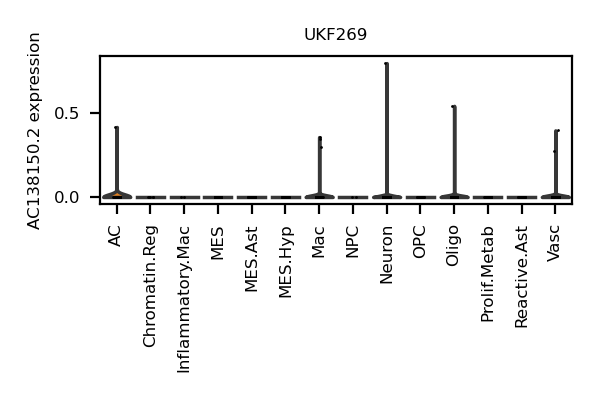 UKF269
AC138150.2 expression
0.5
0.0
AC
Chromatin.Reg
Inflammatory.Mac
MES
MES.Ast
MES.Hyp
Mac
NPC
Neuron
OPC
Oligo
Prolif.Metab
Reactive.Ast
Vasc